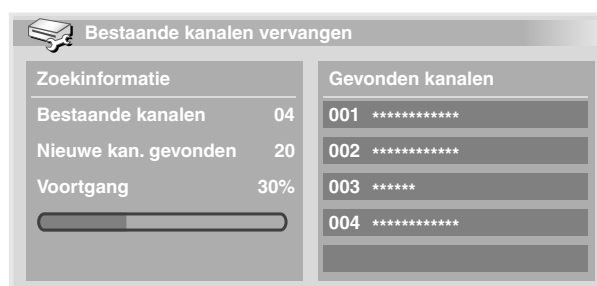 Bestaande kanalen vervangen
Zoekinformatie
Bestaande kanalen 04
Nieuwe kan. gevonden 20
Voortgang 30%
Gevonden kanalen
001 ************
002 ************
003 ******
004 ************